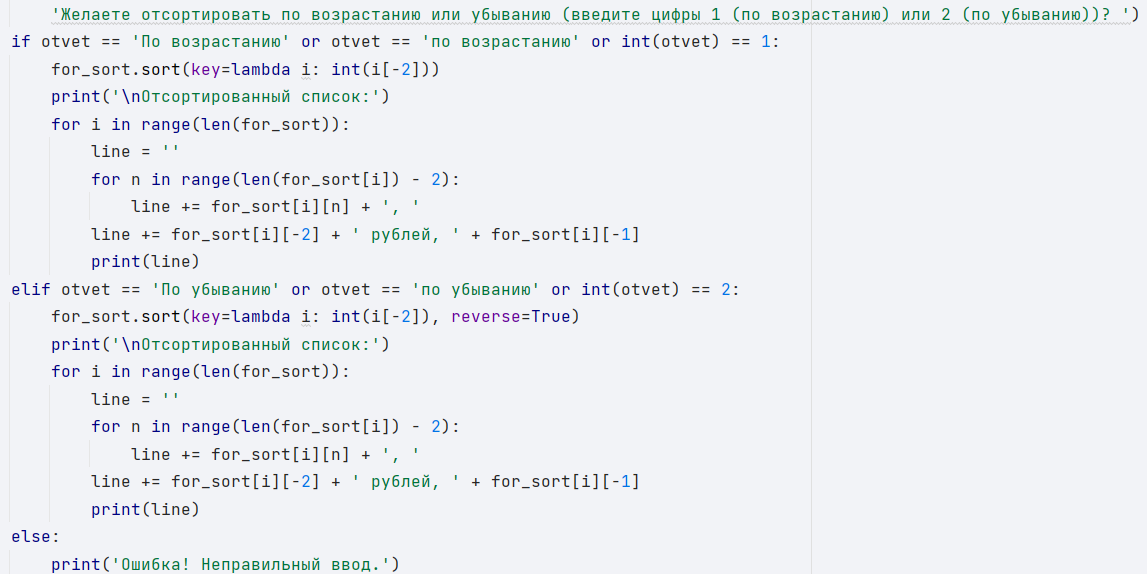 'Желаете отсортировать по возрастанию или убыванию (введите цифры 1 (по возрастанию) или 2 (по убыванию))? ')
if otvet == 'По возрастанию' or otvet == 'по возрастанию' or int(otvet) == 1:
    for_sort.sort(key=lambda i: int(i[-2]))
    print('\nОтсортированный список:')
    for i in range(len(for_sort)):
        line = ''
        for n in range(len(for_sort[i]) - 2):
            line += for_sort[i][n] + ', '
        line += for_sort[i][-2] + ' рублей, ' + for_sort[i][-1]
        print(line)
elif otvet == 'По убыванию' or otvet == 'по убыванию' or int(otvet) == 2:
    for_sort.sort(key=lambda i: int(i[-2]), reverse=True)
    print('\nОтсортированный список:')
    for i in range(len(for_sort)):
        line = ''
        for n in range(len(for_sort[i]) - 2):
            line += for_sort[i][n] + ', '
        line += for_sort[i][-2] + ' рублей, ' + for_sort[i][-1]
        print(line)
else:
    print('Ошибка! Неправильный ввод.')